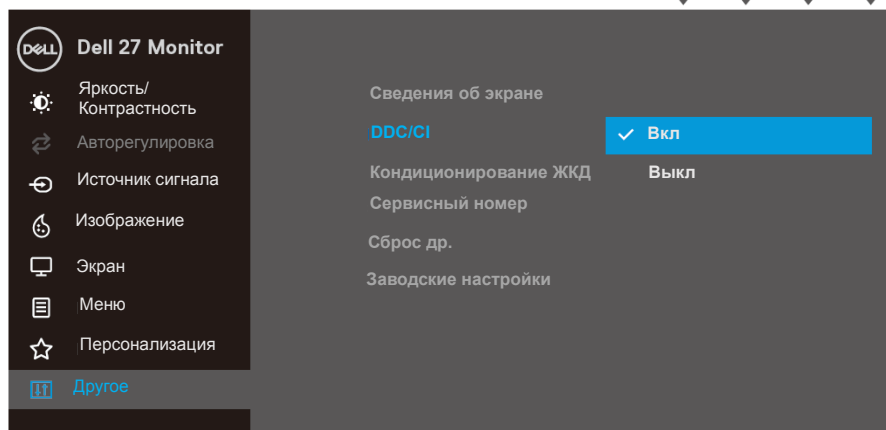 DELL
Dell 27 Monitor
Яркость/
Контрастность
Авторегулировка
Источник сигнала
Изображение
Экран
Меню
Персонализация
Другое
Сведения об экране
DDC/CI
Вкл
Кондиционирование ЖКД
Выкл
Сервисный номер
Сброс др.
Заводские настройки